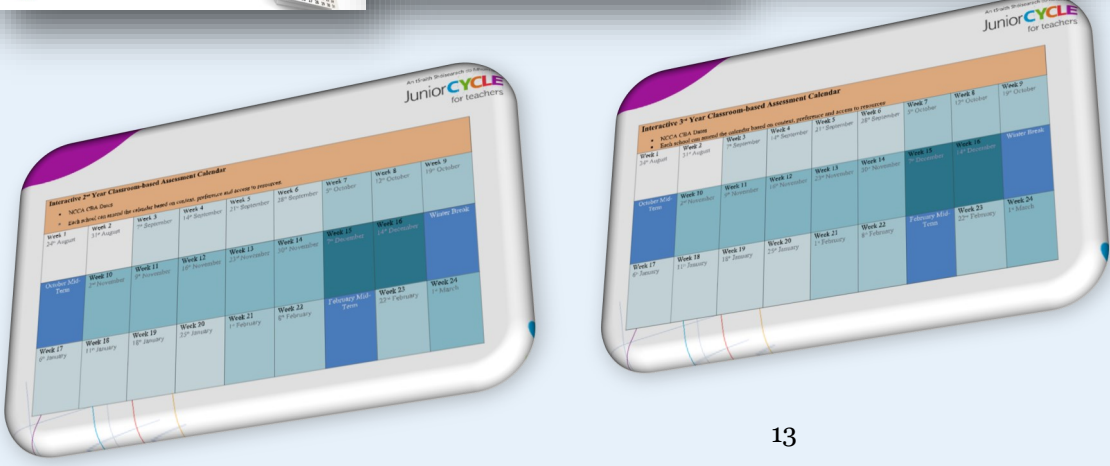 JuniorCYCLE
for teachers
Interactive 2nd Year Classroom-based Assessment Calendar
• NCCA CBA Dates
• Each school can amend the calendar based on context, preference and access to resources
Week 1 Week 2 Week 3 Week 4 Week 5 Week 6 Week 7 Week 8 Week 9
24th August 31st August 7th September 14th September 21st September 28th September 5th October 12th October 19th October
October Mid-Term Week 10 Week 11 Week 12 Week 13 Week 14 Week 15 Week 16 Winter Break
2nd November 9th November 16th November 23rd November 30th November 7th December 14th December
Week 17 Week 18 Week 19 Week 20 Week 21 Week 22 February Mid-Term Week 23 Week 24
6th January 11th January 18th January 25th January 1st February 8th February 22nd February 1st March
JuniorCYCLE
for teachers
Interactive 3rd Year Classroom-based Assessment Calendar
• NCCA CBA Dates
• Each school can amend the calendar based on context, preference and access to resources
Week 1 Week 2 Week 3 Week 4 Week 5 Week 6 Week 7 Week 8 Week 9
24th August 31st August 7th September 14th September 21st September 28th September 5th October 12th October 19th October
October Mid-Term Week 10 Week 11 Week 12 Week 13 Week 14 Week 15 Week 16 Winter Break
2nd November 9th November 16th November 23rd November 30th November 7th December 14th December
Week 17 Week 18 Week 19 Week 20 Week 21 Week 22 February Mid-Term Week 23 Week 24
6th January 11th January 18th January 25th January 1st February 8th February 22nd February 1st March
13